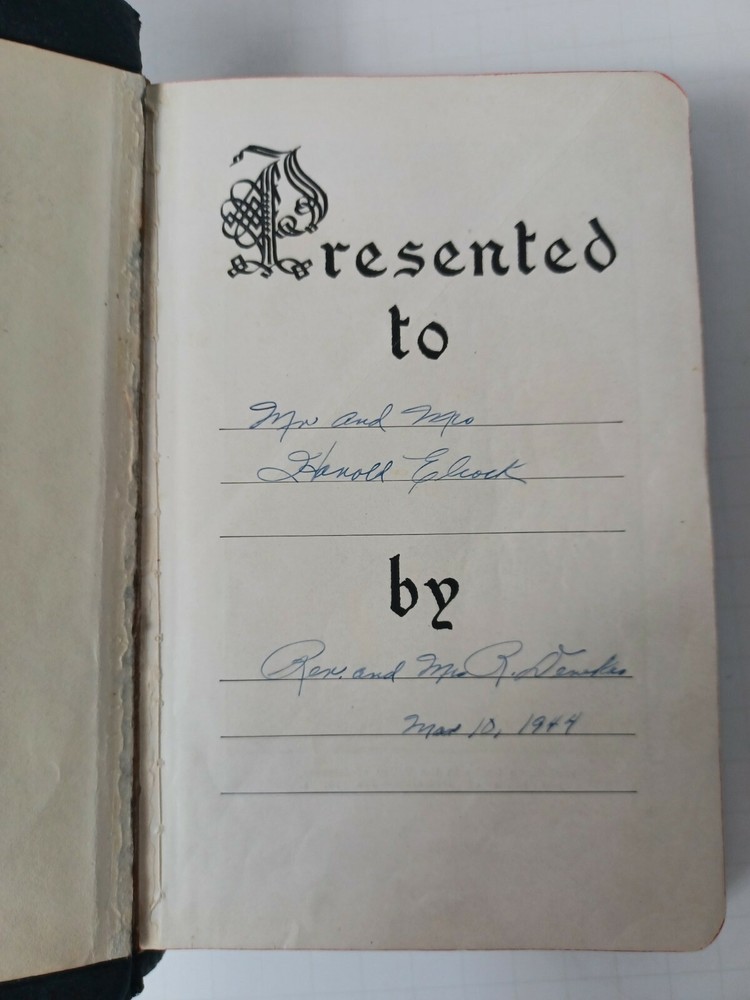 Presented
to
Mr and Mrs
Harold Elcock
by
Rev. and Mrs R.
Mar 10, 1944